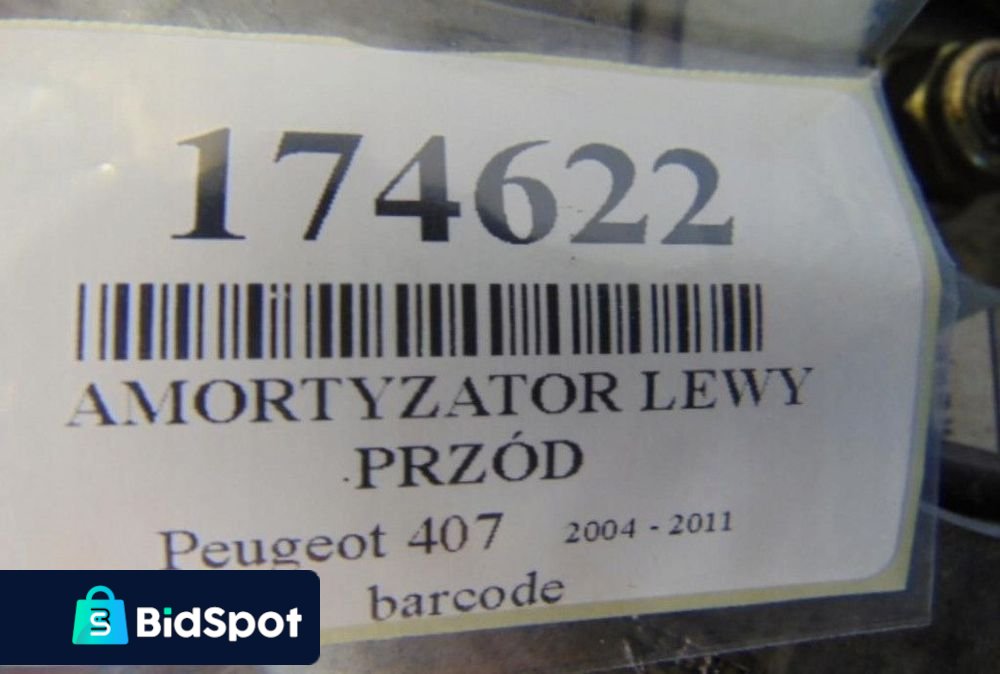 174622
AMORTYZATOR LEWY
PRZÓD
Peugeot 407 2004 - 2011
barcode
BidSpot